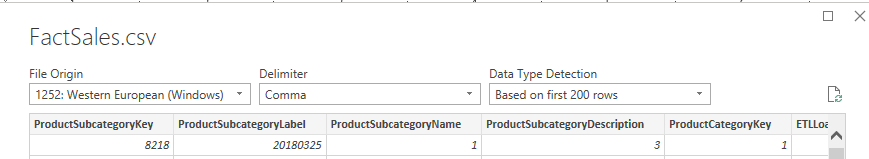 FactSales.csv
File Origin Delimiter Data Type Detection
1252: Western European (Windows) Comma Based on first 200 rows
ProductSubcategoryKey ProductSubcategoryLabel ProductSubcategoryName ProductSubcategoryDescription ProductCategoryKey ETLLoa
8218 20180325 1 3 1